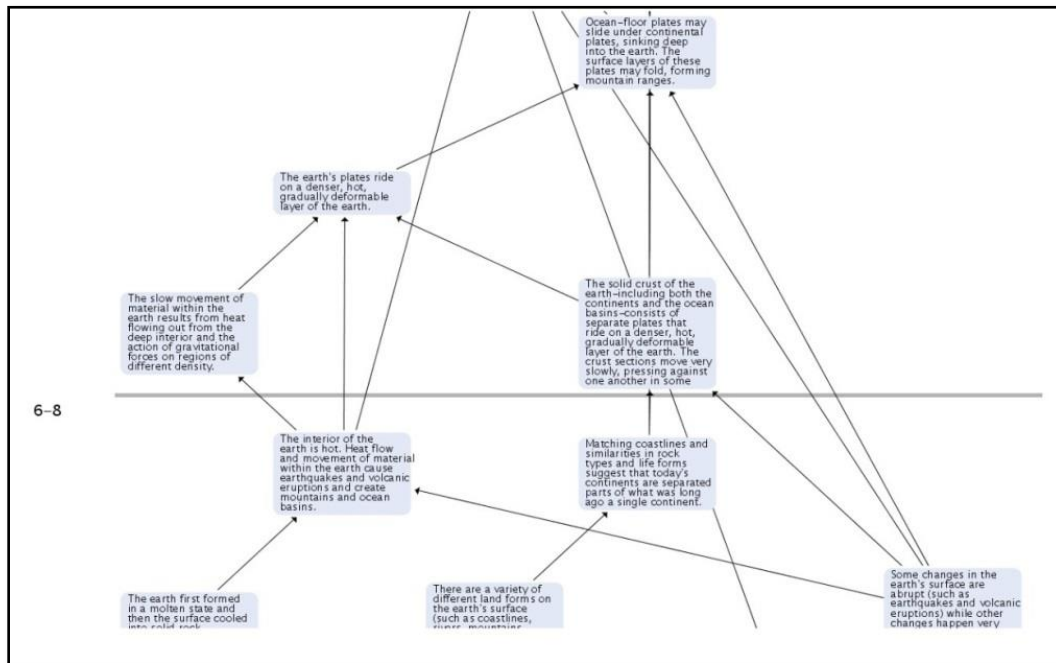 Ocean-floor plates may
slide under continental
plates, sinking deep
into the earth. The
surface layers of these
plates may fold, forming
mountain ranges.
The earth's plates ride
on a denser, hot,
gradually deformable
layer of the earth.
The slow movement of
material within the
earth results from heat
flowing out from the
deep interior and the
action of gravitational
forces on regions of
different density.
The solid crust of the
earth–including both the
continents and the ocean
basins–consists of
separate plates that
ride on a denser, hot,
gradually deformable
layer of the earth. The
crust sections move very
slowly, pressing against
one another in some
6–8
The interior of the
earth is hot. Heat flow
and movement of material
within the earth cause
earthquakes and volcanic
eruptions and create
mountains and ocean
basins.
Matching coastlines and
similarities in rock
types and life forms
suggest that today's
continents are separated
parts of what was long
ago a single continent.
The earth first formed
in a molten state and
then the surface cooled
into solid rock.
There are a variety of
different land forms on
the earth's surface
(such as coastlines,
rivers, mountains,
Some changes in the
earth's surface are
abrupt (such as
earthquakes and volcanic
eruptions) while other
changes happen very